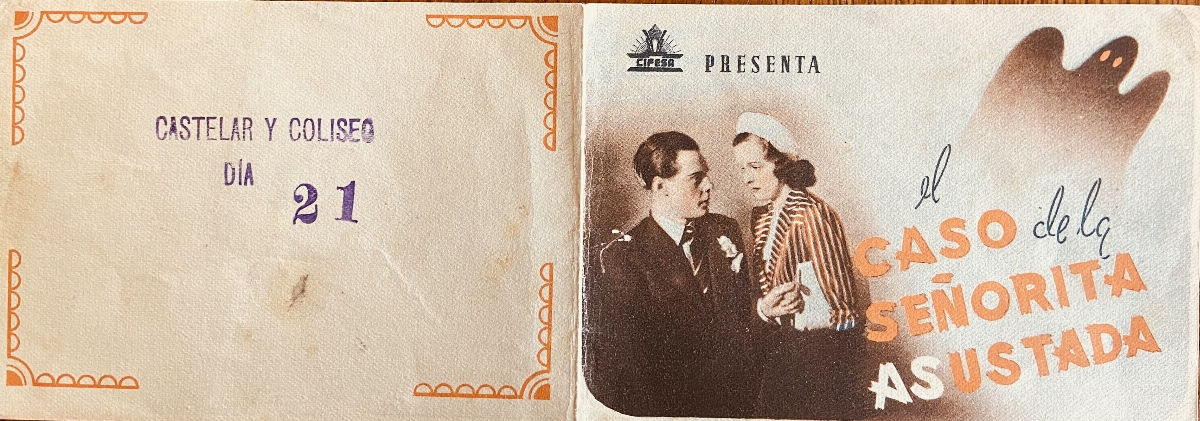 CASTELAR Y COLISEO
DÍA
21
CIFESA
PRESENTA
el
CASO de la
SEÑORITA
ASUSTADA